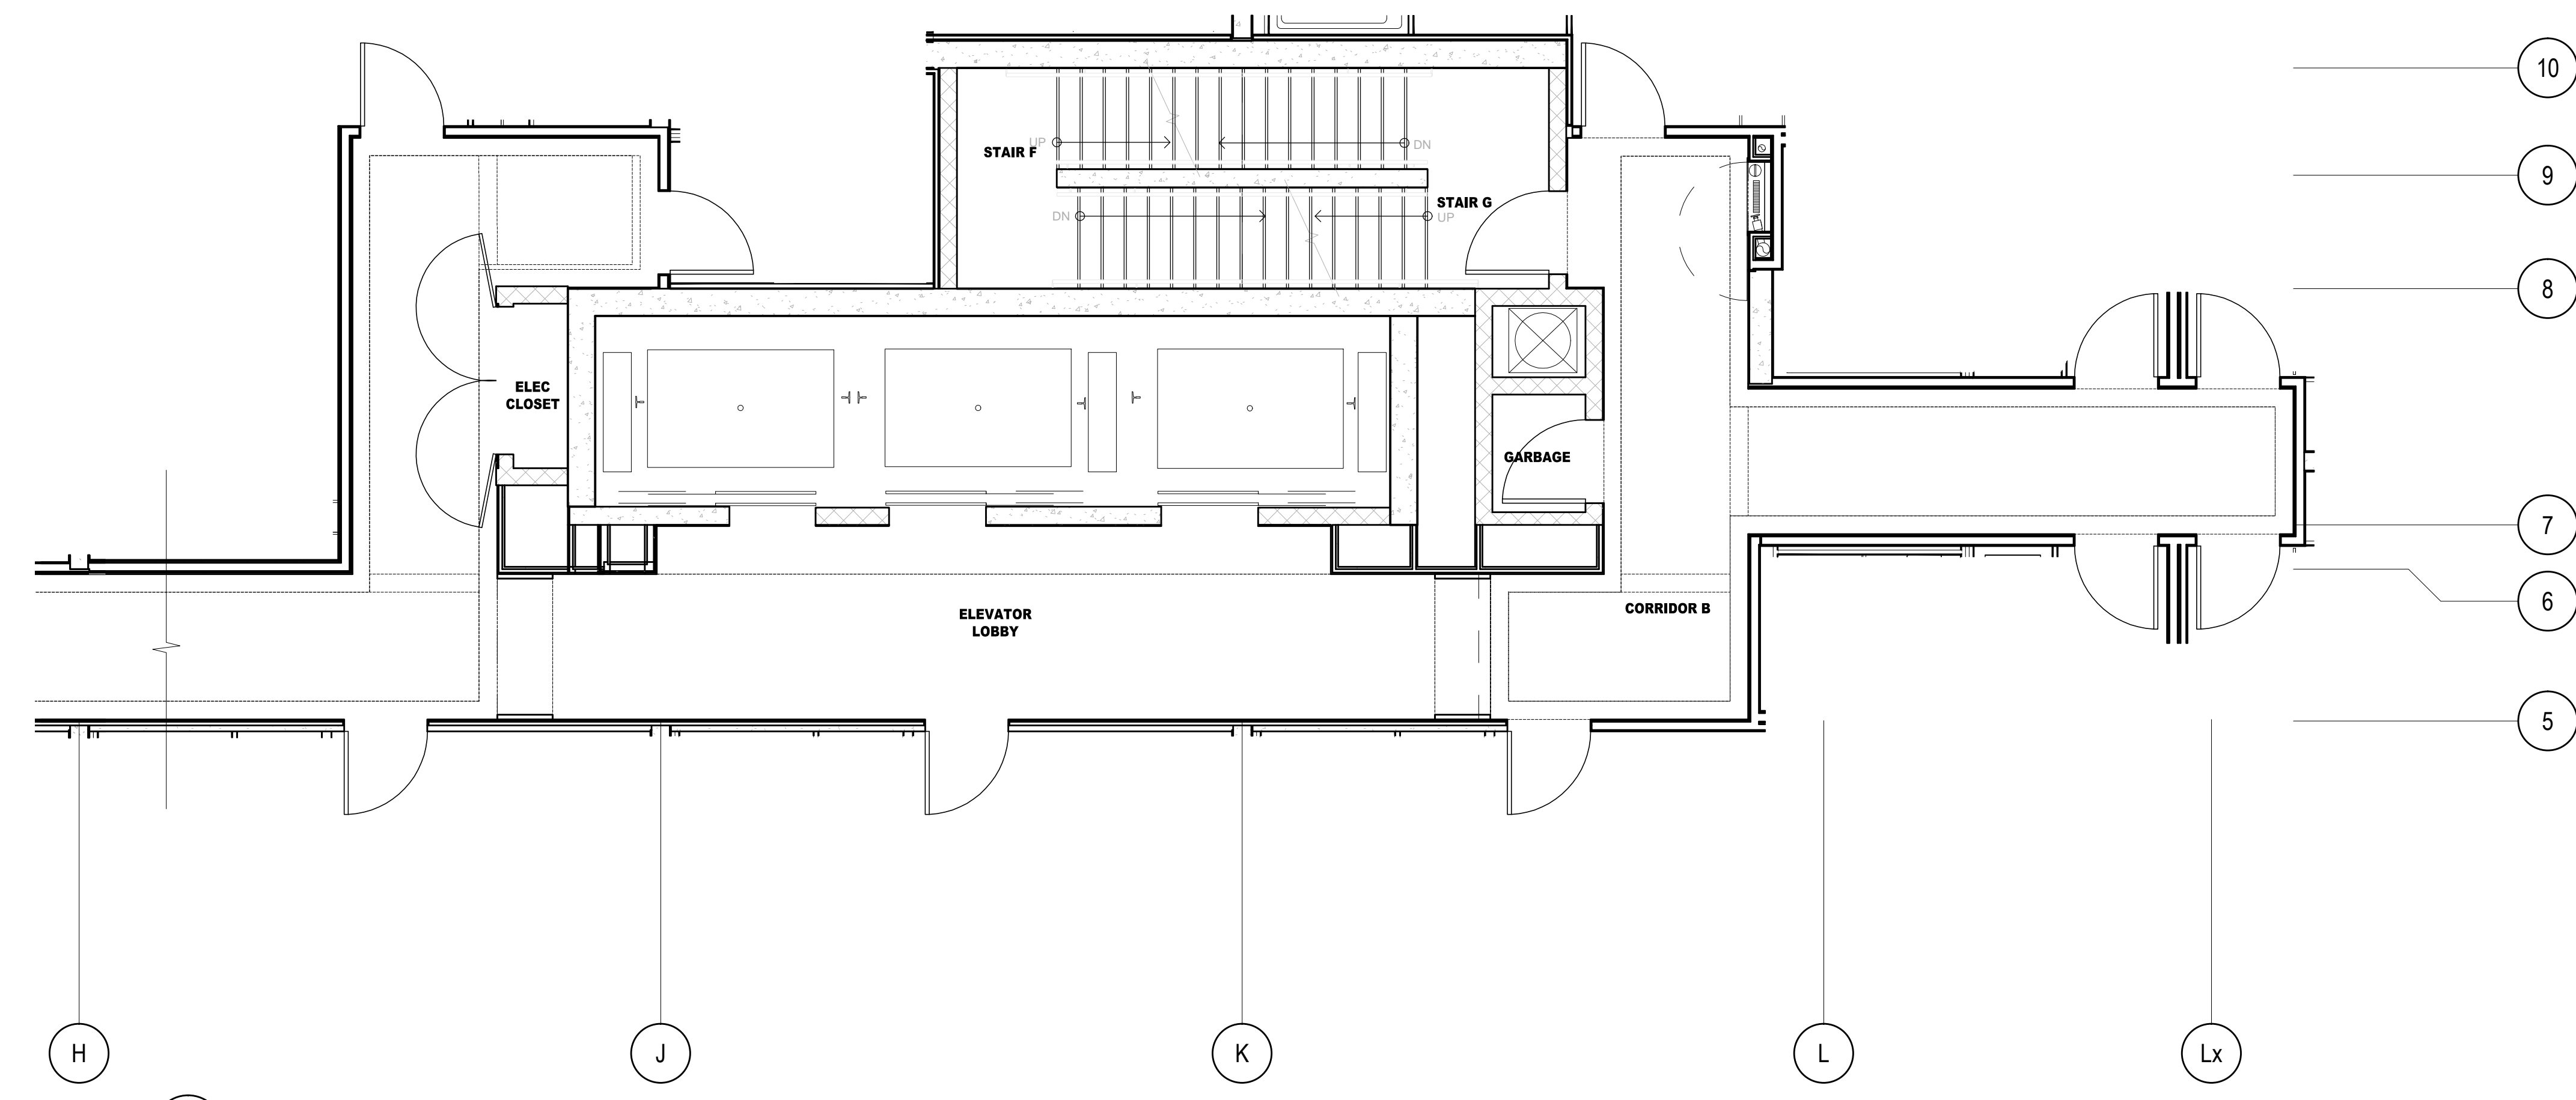 10
UP
STAIR F
DN
9
STAIR G
DN
UP
8
ELEC
CLOSET
GARBAGE
7
6
ELEVATOR
LOBBY
CORRIDOR B
5
H
J
K
L
Lx